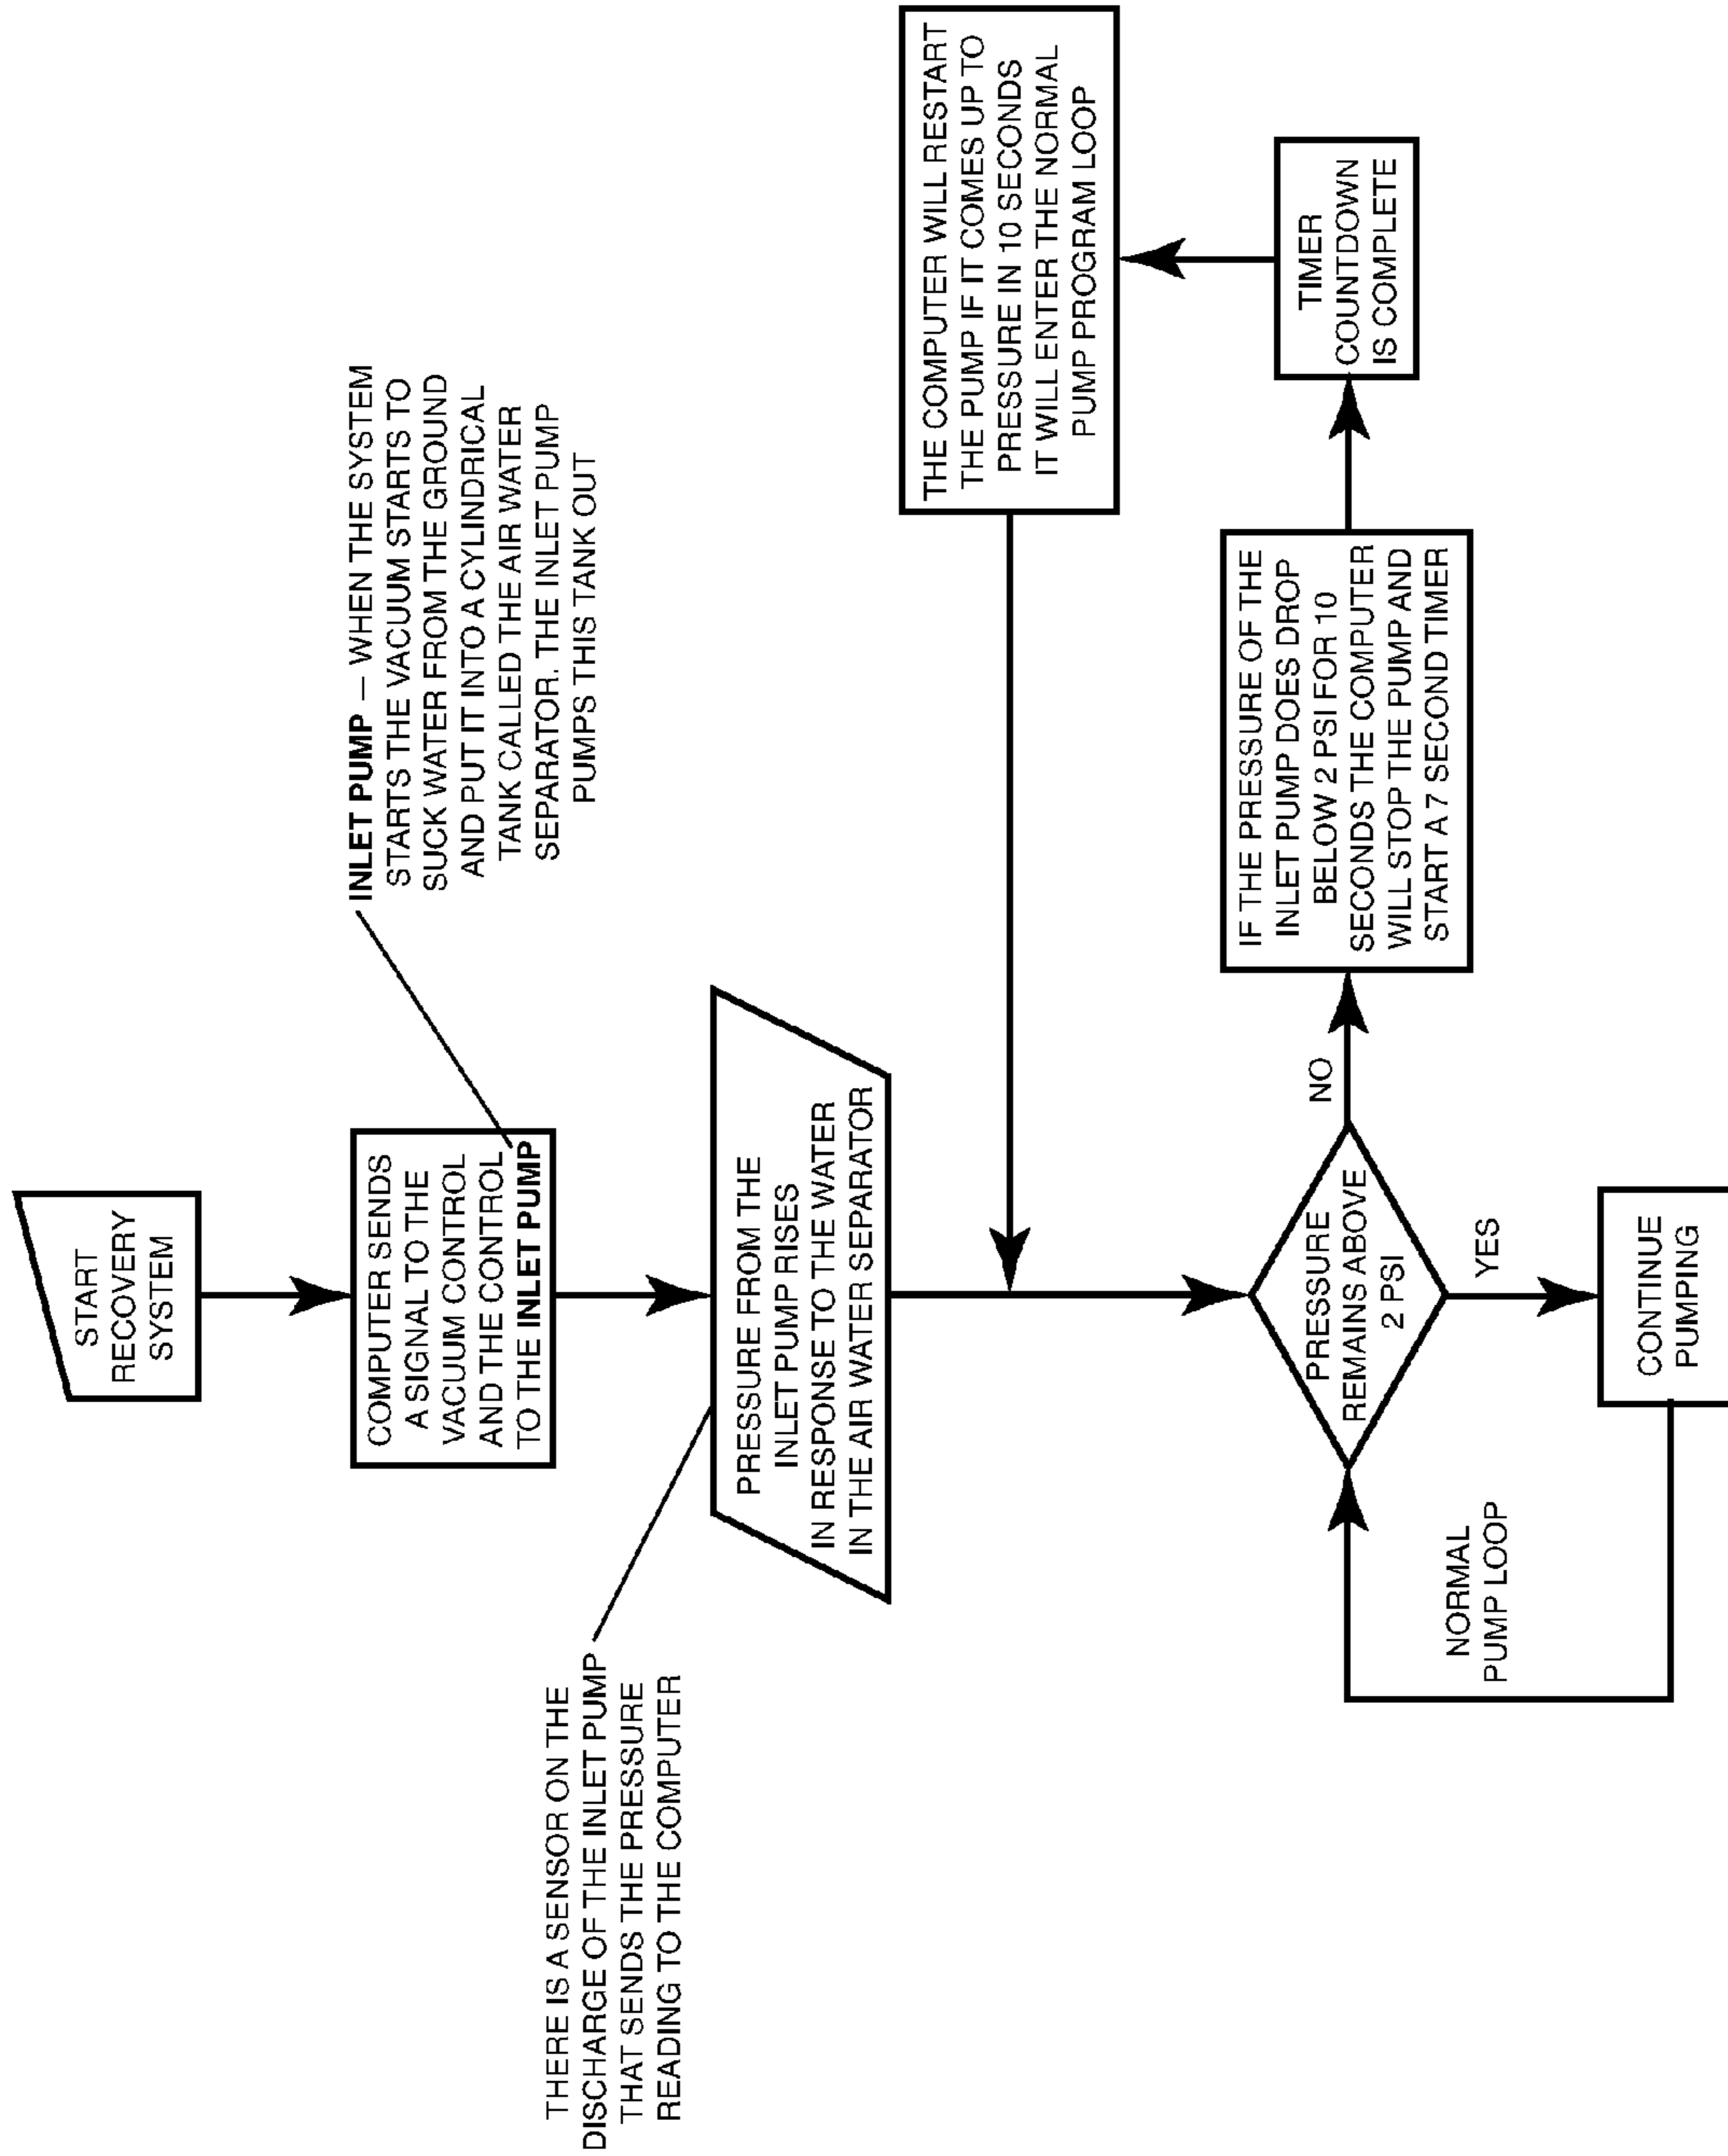 START
RECOVERY
SYSTEM
COMPUTER SENDS
A SIGNAL TO THE
VACUUM CONTROL
AND THE CONTROL
TO THE INLET PUMP
INLET PUMP — WHEN THE SYSTEM
STARTS THE VACUUM STARTS TO
SUCK WATER FROM THE GROUND
AND PUT IT INTO A CYLINDRICAL
TANK CALLED THE AIR WATER
SEPARATOR. THE INLET PUMP
PUMPS THIS TANK OUT
THERE IS A SENSOR ON THE
DISCHARGE OF THE INLET PUMP
THAT SENDS THE PRESSURE
READING TO THE COMPUTER
PRESSURE FROM THE
INLET PUMP RISES
IN RESPONSE TO THE WATER
IN THE AIR WATER SEPARATOR
THE COMPUTER WILL RESTART
THE PUMP IF IT COMES UP TO
PRESSURE IN 10 SECONDS
IT WILL ENTER THE NORMAL
PUMP PROGRAM LOOP
PRESSURE
REMAINS ABOVE
2 PSI
NO
IF THE PRESSURE OF THE
INLET PUMP DOES DROP
BELOW 2 PSI FOR 10
SECONDS THE COMPUTER
WILL STOP THE PUMP AND
START A 7 SECOND TIMER
TIMER
COUNTDOWN
IS COMPLETE
NORMAL
PUMP LOOP
YES
CONTINUE
PUMPING